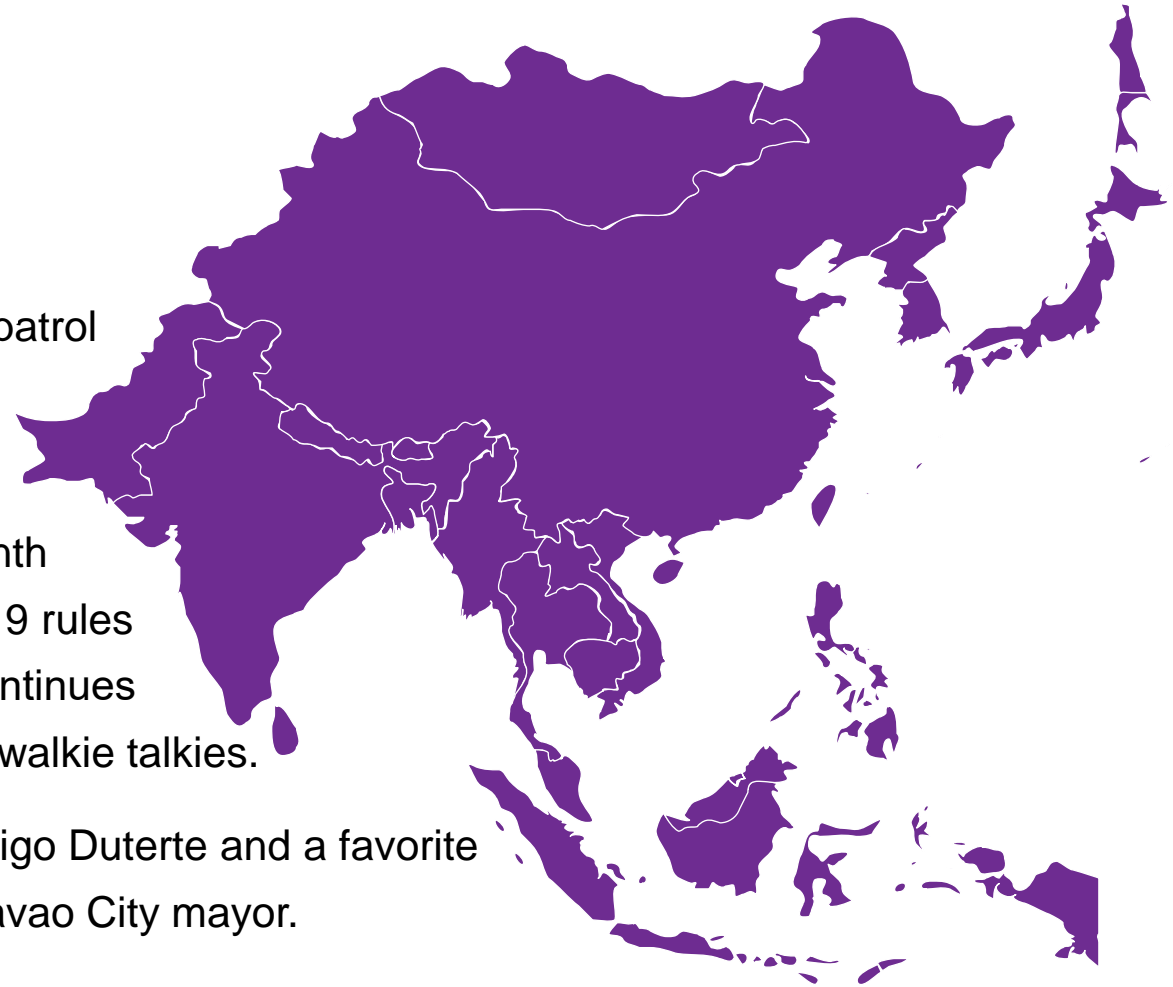 patrol
nth
9 rules
ntinues
walkie talkies.
igo Duterte and a favorite
avao City mayor.